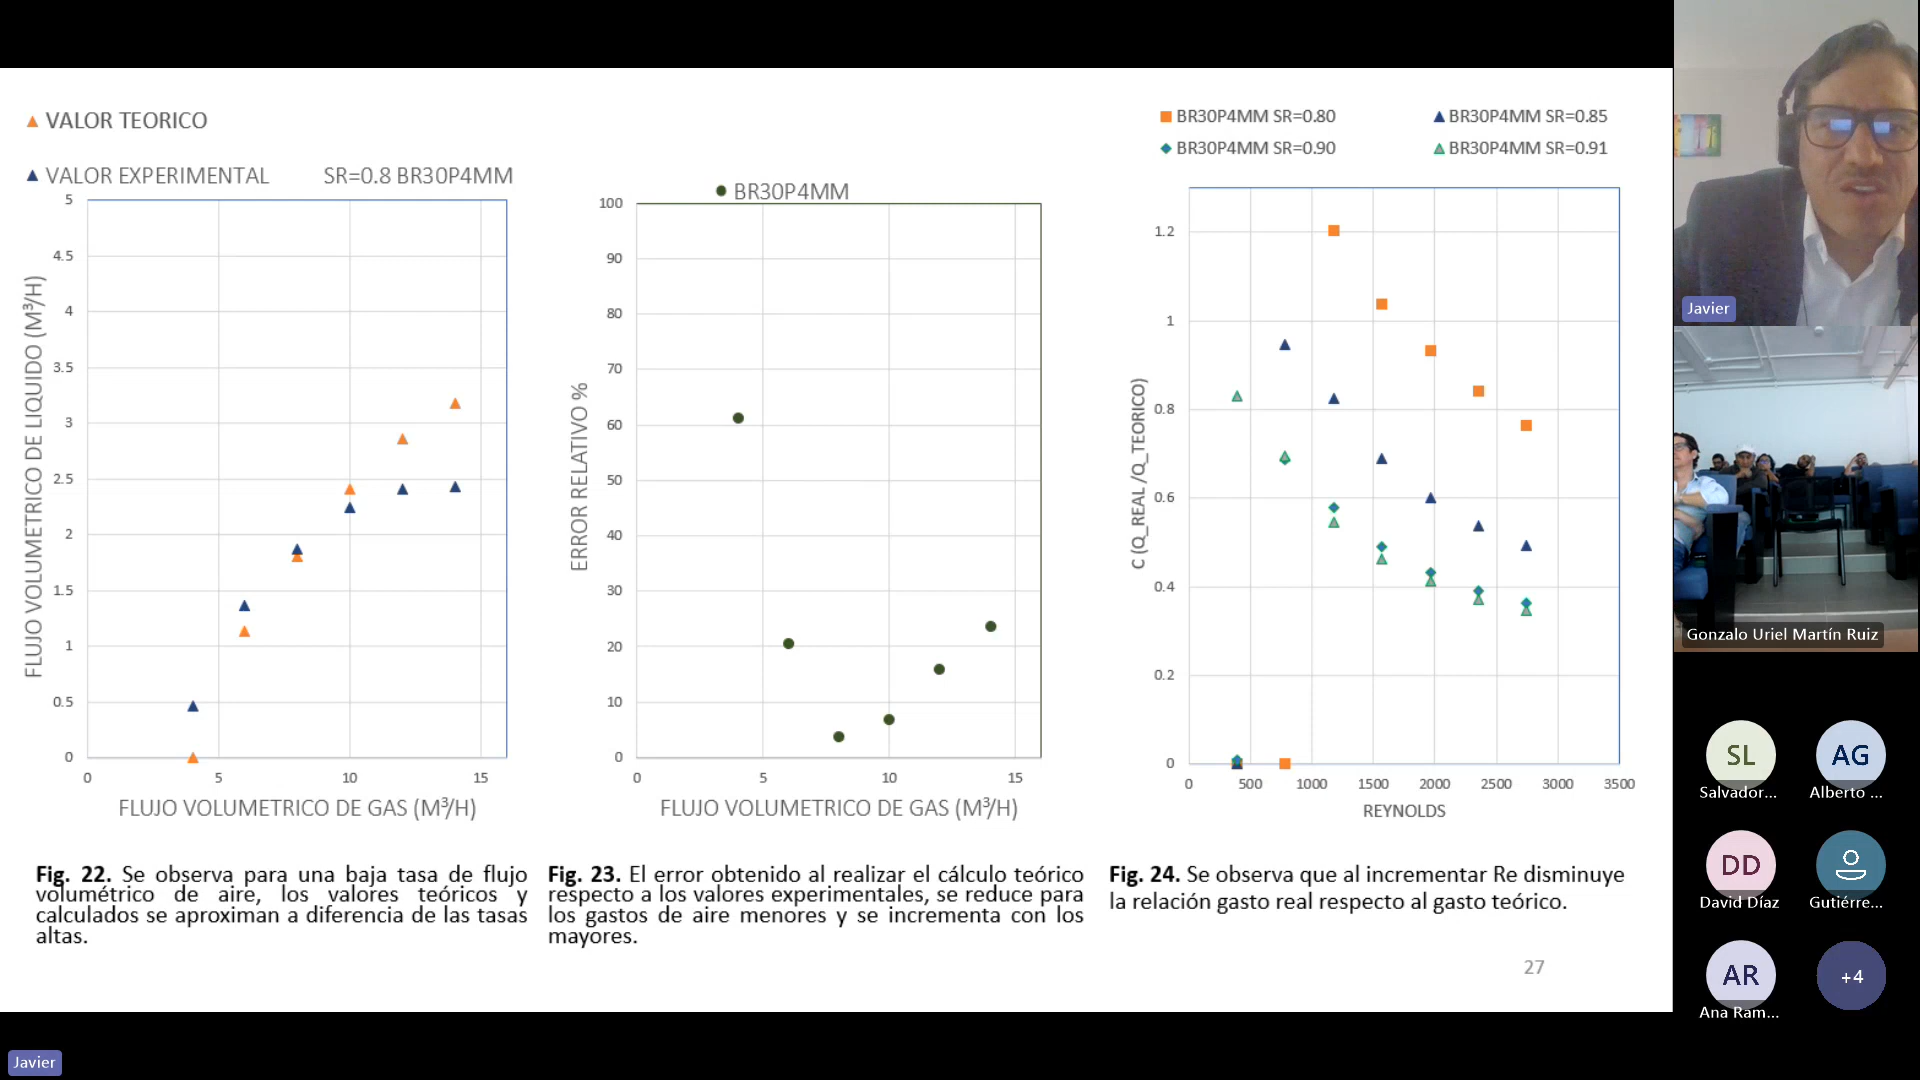 VALOR TEORICO
VALOR EXPERIMENTAL SR=0.8 BR30P4MM
5
4.5
4
3.5
3
2.5
2
1.5
1
0.5
0
0 5 10 15
FLUJO VOLUMETRICO DE LIQUIDO (M³/H)
FLUJO VOLUMETRICO DE GAS (M³/H)
Fig. 22. Se observa para una baja tasa de flujo
volumétrico de aire, los valores teóricos y
calculados se aproximan a diferencia de las tasas
altas.
BR30P4MM
100
90
80
70
60
50
40
30
20
10
0
0 5 10 15
ERROR RELATIVO %
FLUJO VOLUMETRICO DE GAS (M³/H)
Fig. 23. El error obtenido al realizar el cálculo teórico
respecto a los valores experimentales, se reduce para
los gastos de aire menores y se incrementa con los
mayores.
BR30P4MM SR=0.80 BR30P4MM SR=0.85
BR30P4MM SR=0.90 BR30P4MM SR=0.91
1.2
1
0.8
0.6
0.4
0.2
0
0 500 1000 1500 2000 2500 3000 3500
C (Q_REAL /Q_TEORICO)
REYNOLDS
Fig. 24. Se observa que al incrementar Re disminuye
la relación gasto real respecto al gasto teórico.
27
Javier
Gonzalo Uriel Martín Ruiz
SL AG
Salvador... Alberto ...
DD
David Díaz Gutiérre...
AR +4
Ana Ram...
Javier